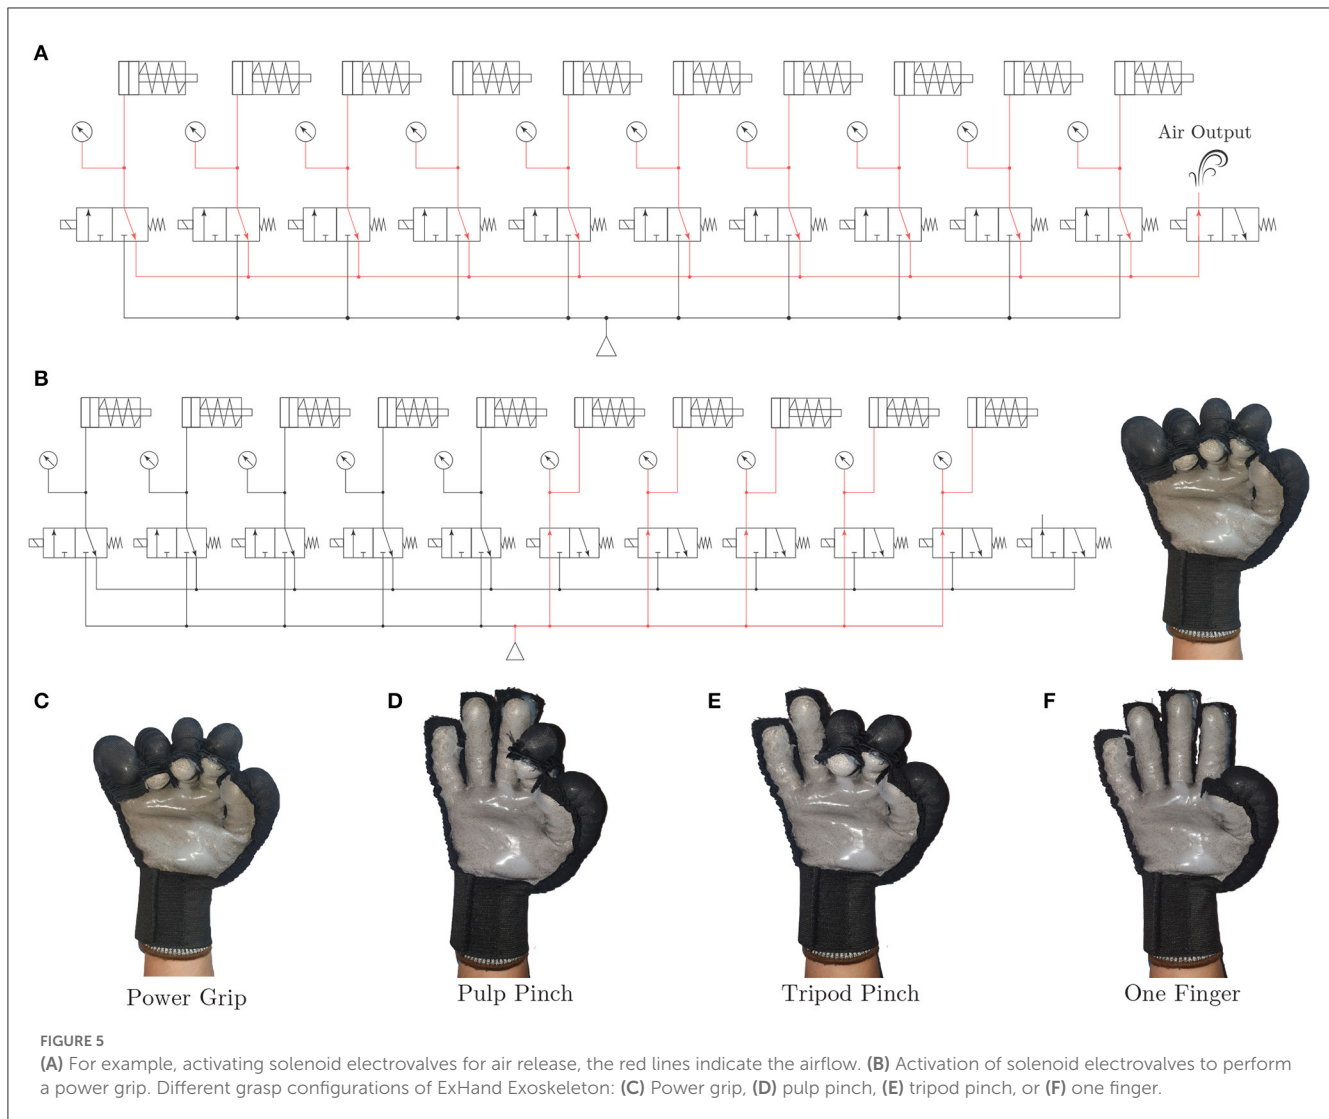 A
Air Output
B
C
D
E
F
Power Grip
Pulp Pinch
Tripod Pinch
One Finger
FIGURE 5
(A) For example, activating solenoid electrovalves for air release, the red lines indicate the airflow. (B) Activation of solenoid electrovalves to perform
a power grip. Different grasp configurations of ExHand Exoskeleton: (C) Power grip, (D) pulp pinch, (E) tripod pinch, or (F) one finger.